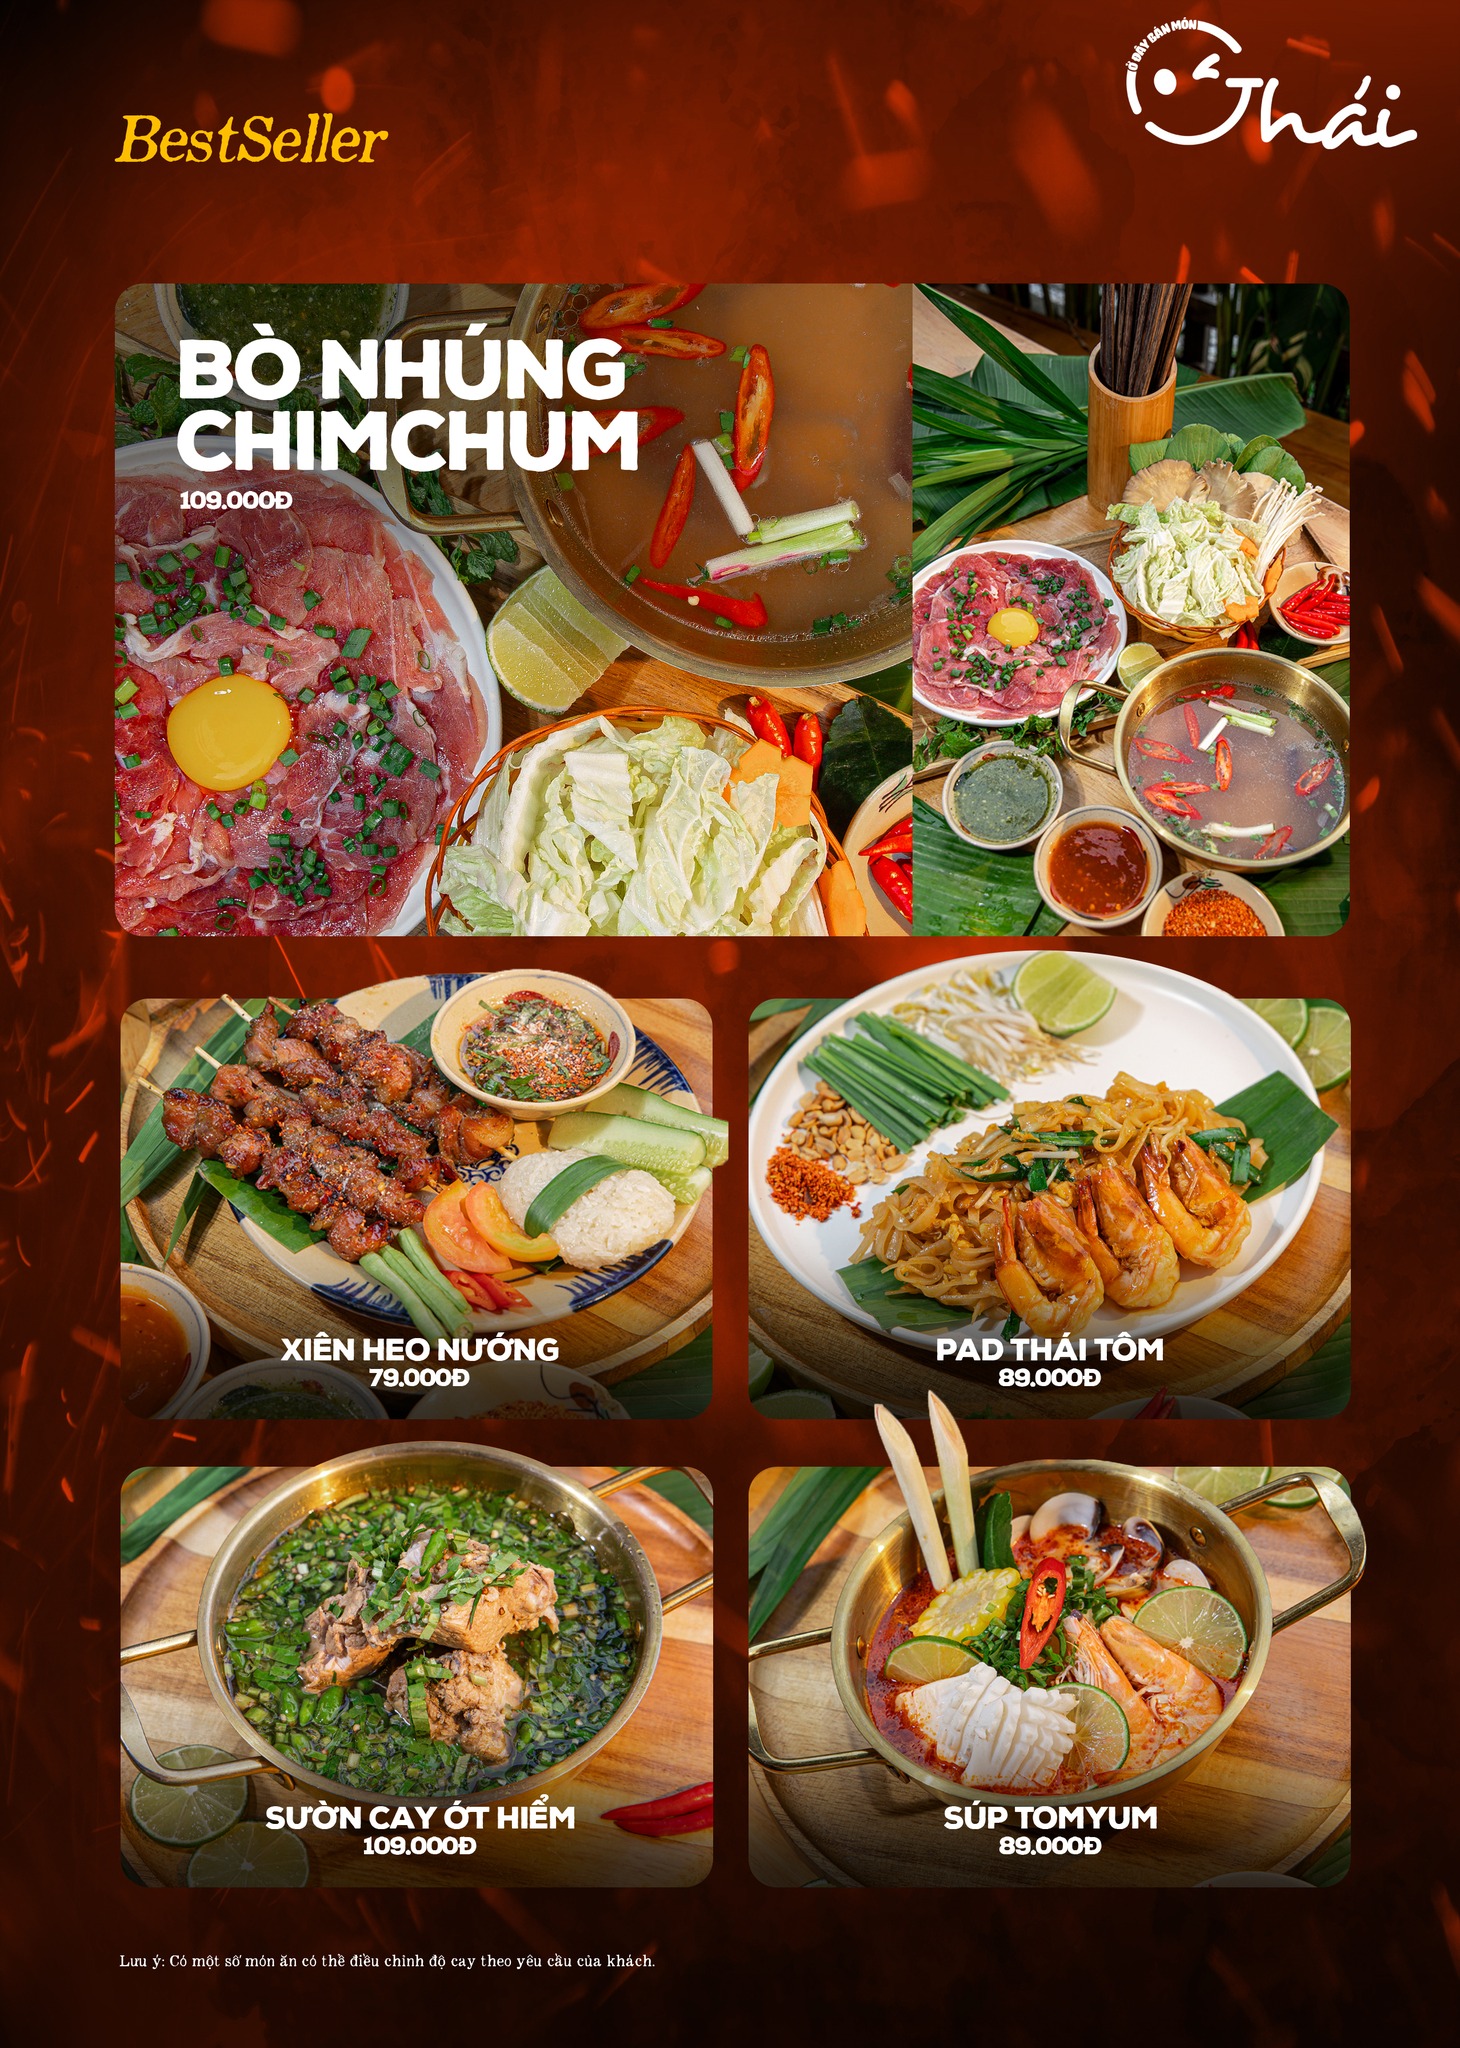 Ở ĐÂY BÁN MÓN
Thái
BestSeller
BÒ NHÚNG
CHIMCHUM
109.000Đ
XIÊN HEO NƯỚNG
79.000Đ
PAD THÁI TÔM
89.000Đ
SƯỜN CAY ỚT HIỂM
109.000Đ
SÚP TOMYUM
89.000Đ
Lưu ý: Có một số món ăn có thể điều chỉnh độ cay theo yêu cầu của khách.